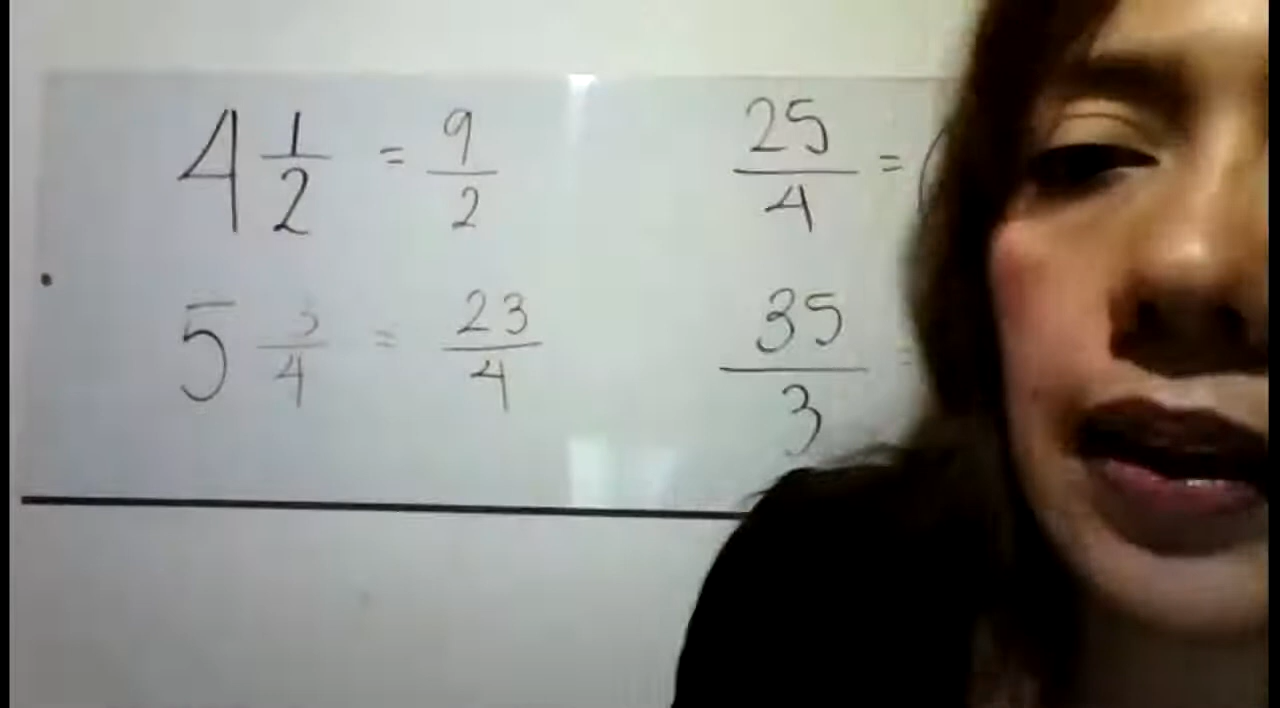 4 1/2 = 9/2
25/4 =
5 3/4 = 23/4
35/3 =